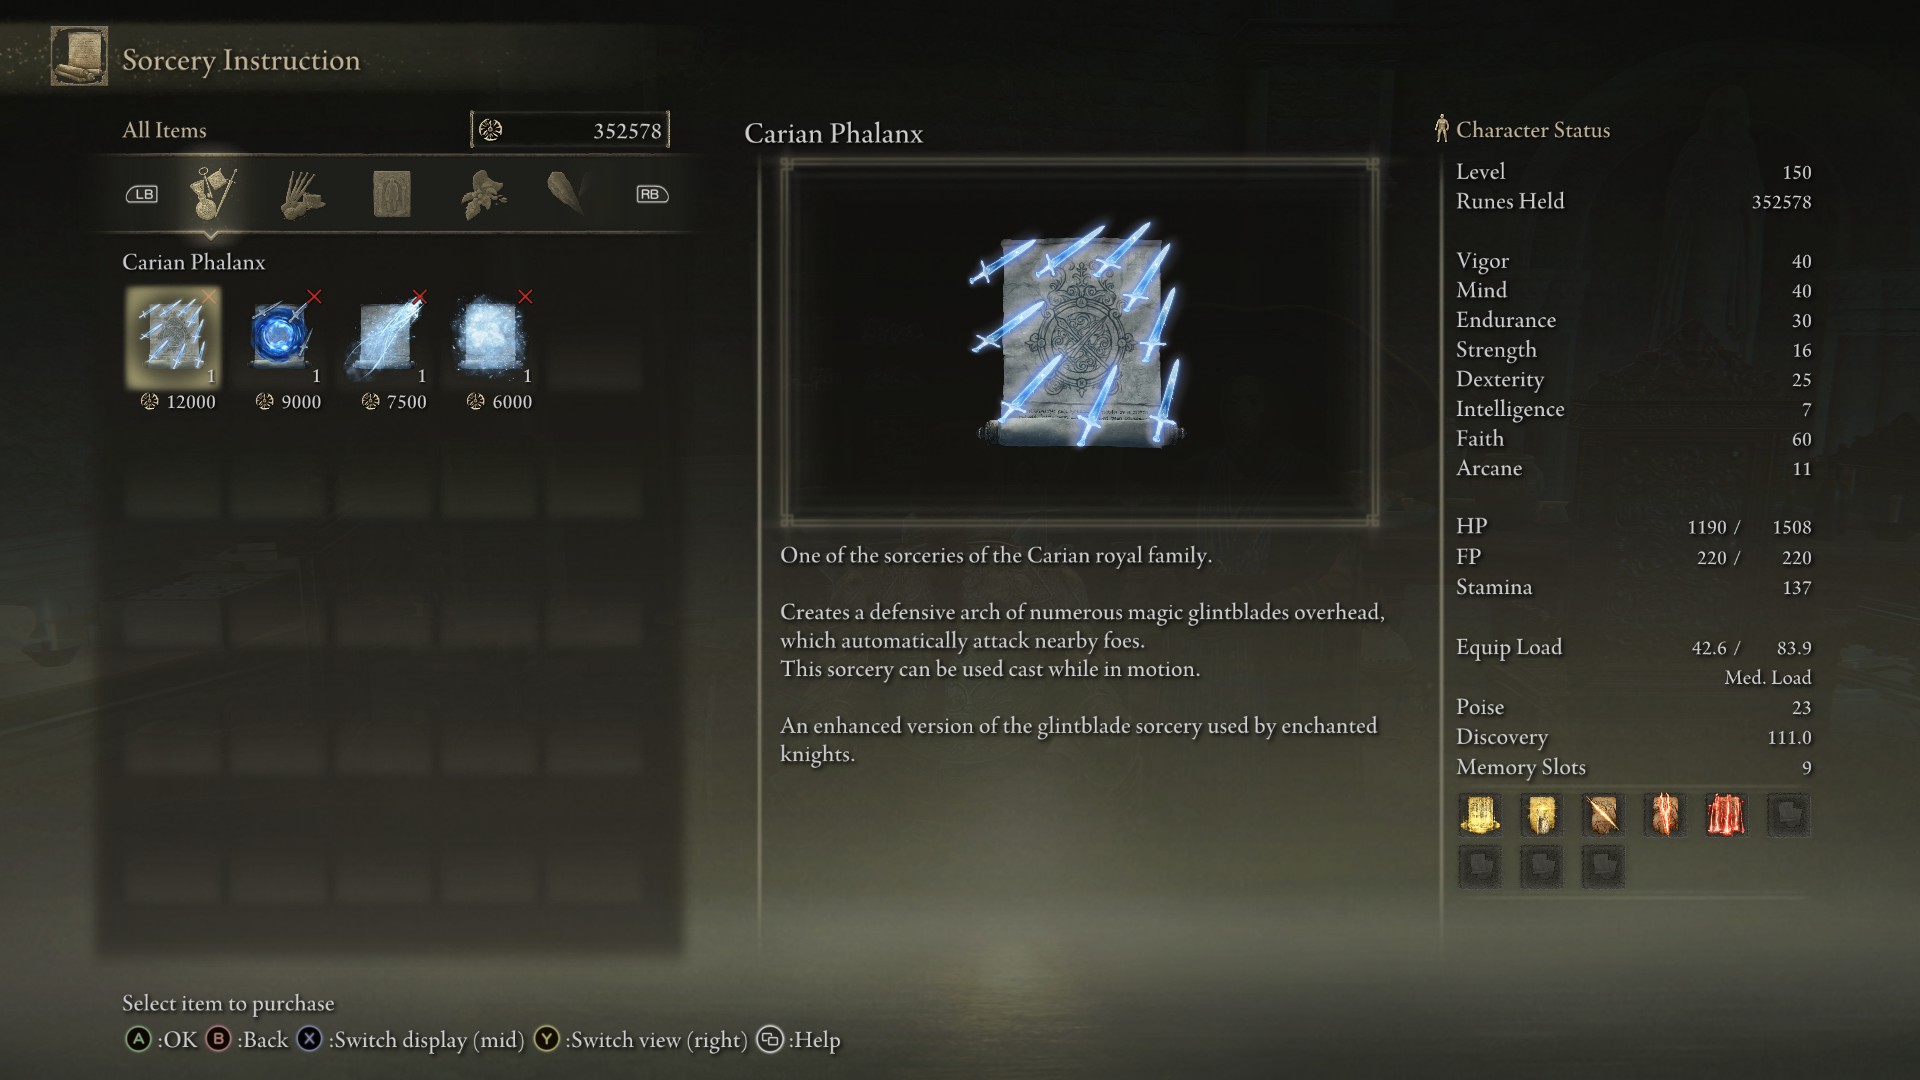 Sorcery Instruction
All Items
352578
LB
RB
Carian Phalanx
1
1
1
1
12000
9000
7500
6000
Carian Phalanx
One of the sorceries of the Carian royal family.
Creates a defensive arch of numerous magic glintblades overhead,
which automatically attack nearby foes.
This sorcery can be used cast while in motion.
An enhanced version of the glintblade sorcery used by enchanted
knights.
Character Status
Level 150
Runes Held 352578
Vigor 40
Mind 40
Endurance 30
Strength 16
Dexterity 25
Intelligence 7
Faith 60
Arcane 11
HP 1190 / 1508
FP 220 / 220
Stamina 137
Equip Load 42.6 / 83.9
Med. Load
Poise 23
Discovery 111.0
Memory Slots 9
Select item to purchase
A :OK B :Back X :Switch display (mid) Y :Switch view (right) :Help